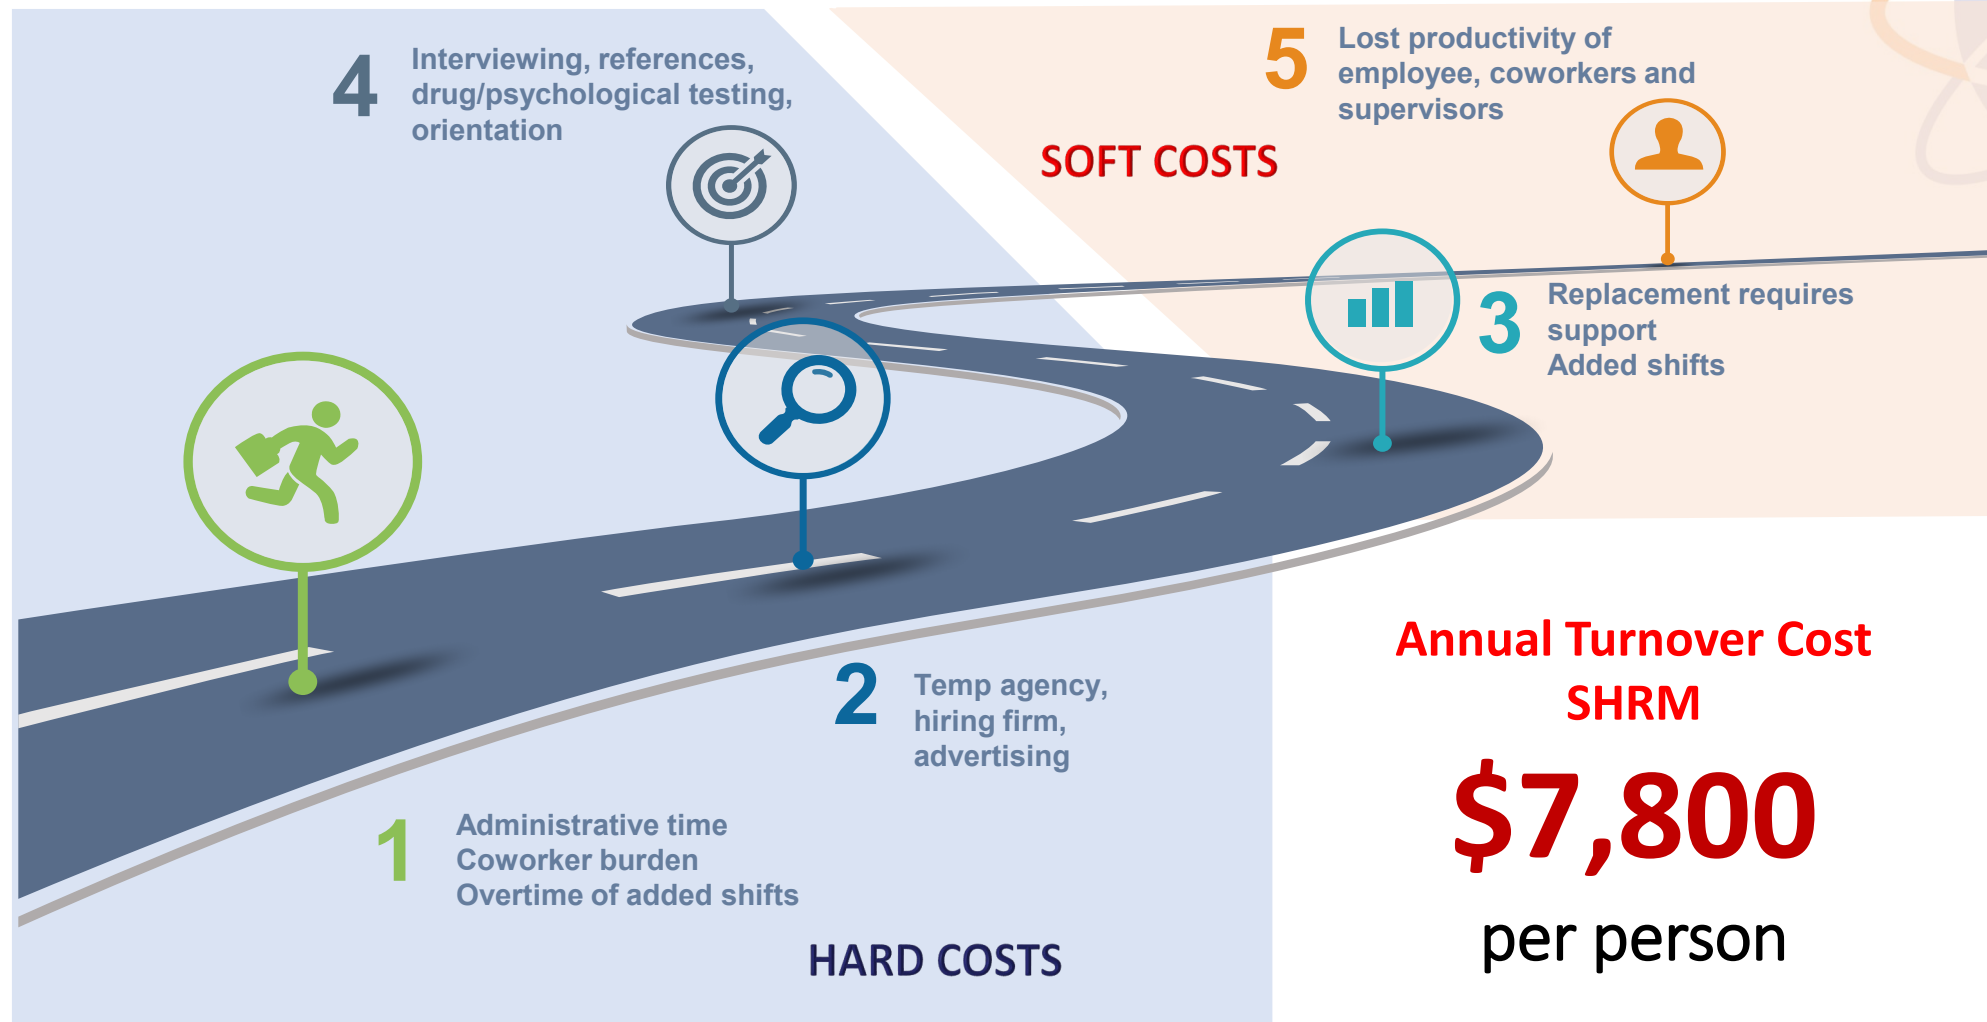 4
Interviewing, references,
drug/psychological testing,
orientation
5
Lost productivity of
employee, coworkers and
supervisors
SOFT COSTS
3
Replacement requires
support
Added shifts
2
Temp agency,
hiring firm,
advertising
1
Administrative time
Coworker burden
Overtime of added shifts
HARD COSTS
Annual Turnover Cost
SHRM
$7,800
per person